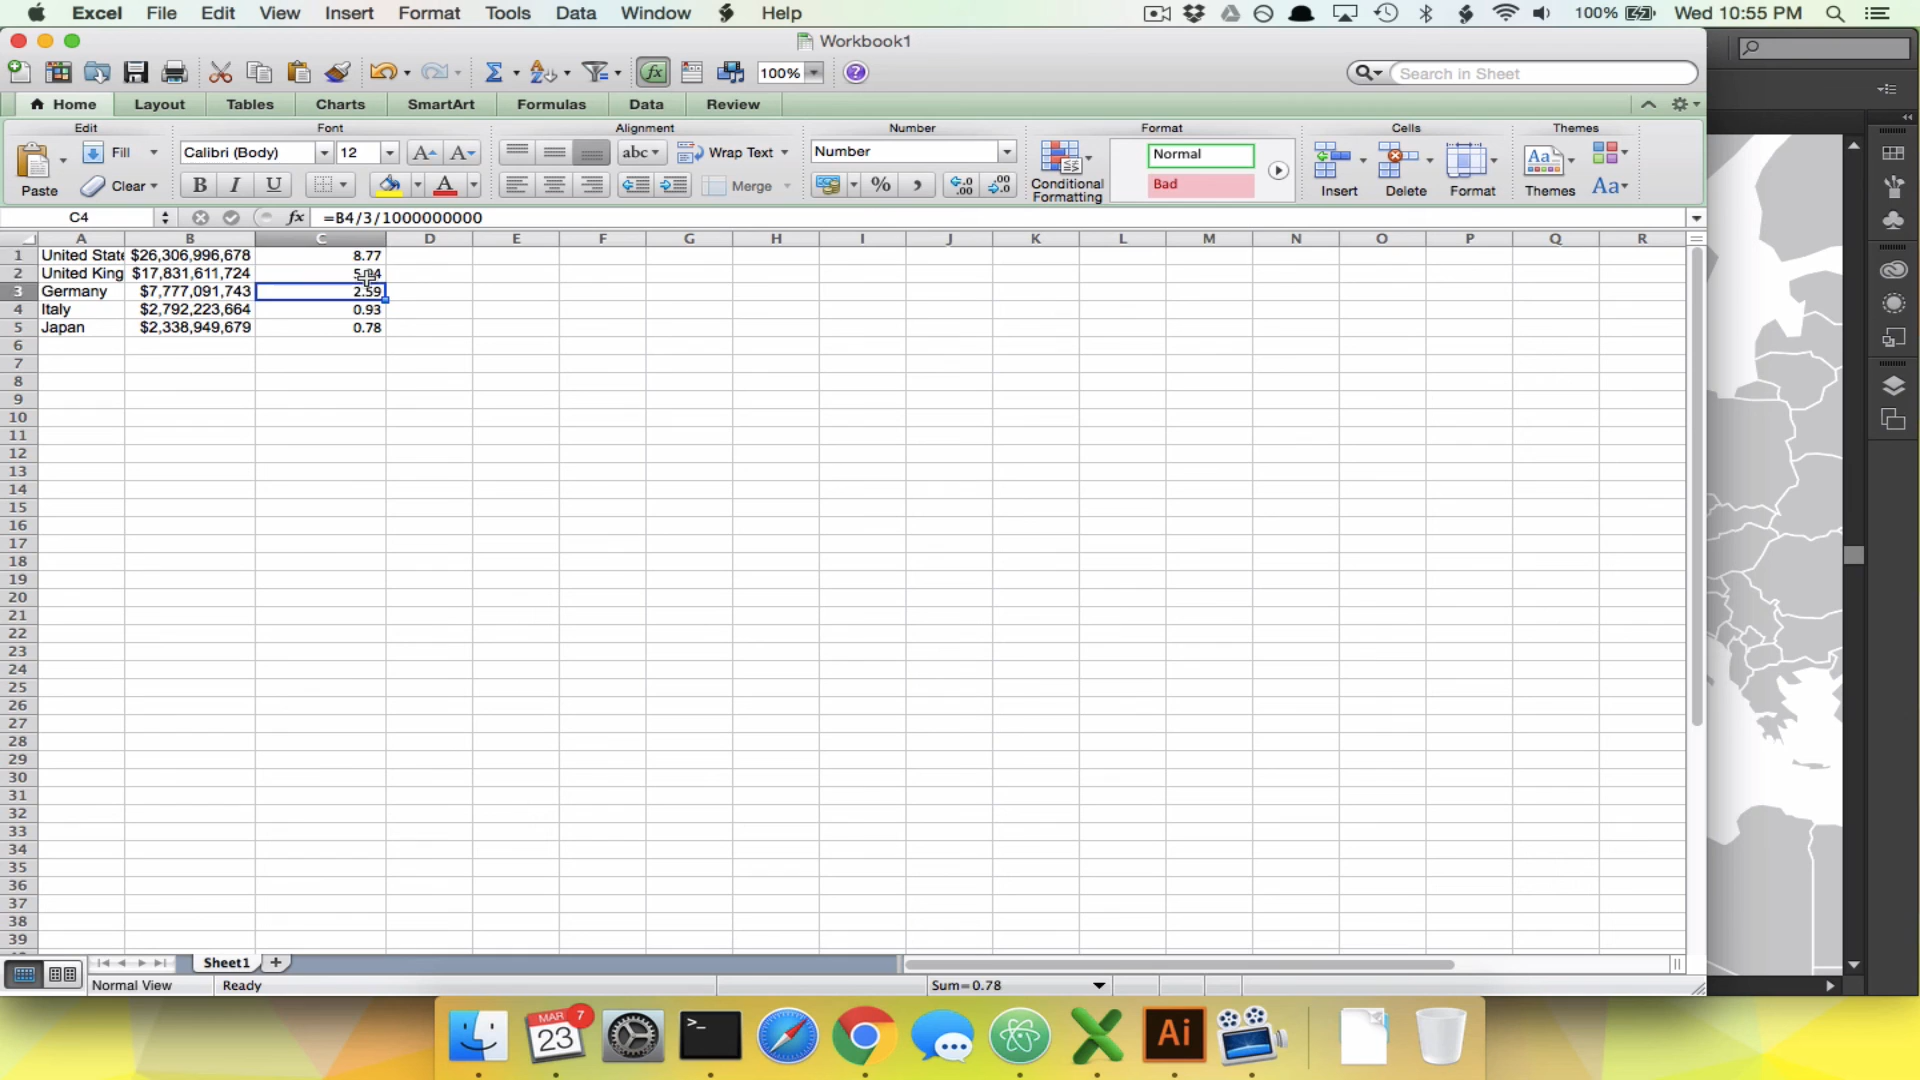 Excel File Edit View Insert Format Tools Data Window Help 100% Wed 10:55 PM
Workbook1
100% Search in Sheet
Home Layout Tables Charts SmartArt Formulas Data Review
Edit Font Alignment Number Format Cells Themes
Fill Calibri (Body) 12 abc Wrap Text Number Normal
Paste Clear B I U Merge % Conditional Formatting Bad Insert Delete Format Themes Aa
C4 fx =B4/3/1000000000
A B C D E F G H I J K L M N O P Q R
1 United State $26,306,996,678 8.77
2 United King $17,831,611,724
3 Germany $7,777,091,743 2.59
4 Italy $2,792,223,664 0.93
5 Japan $2,338,949,679 0.78
6
7
8
9
10
11
12
13
14
15
16
17
18
19
20
21
22
23
24
25
26
27
28
29
30
31
32
33
34
35
36
37
38
39
Sheet1
Normal View Ready Sum=0.78
MAR 7
23
Ai